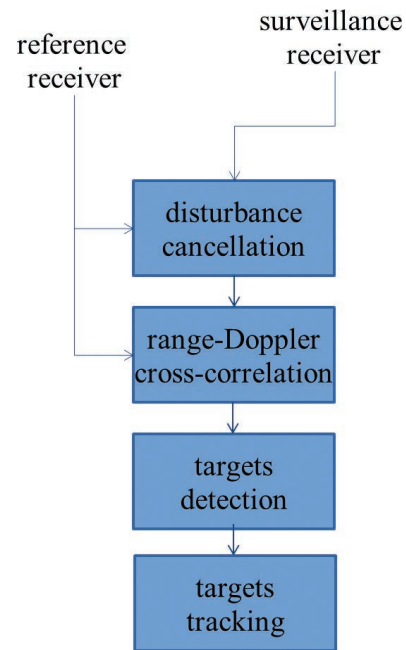 reference
receiver
surveillance
receiver
disturbance
cancellation
range-Doppler
cross-correlation
targets
detection
targets
tracking